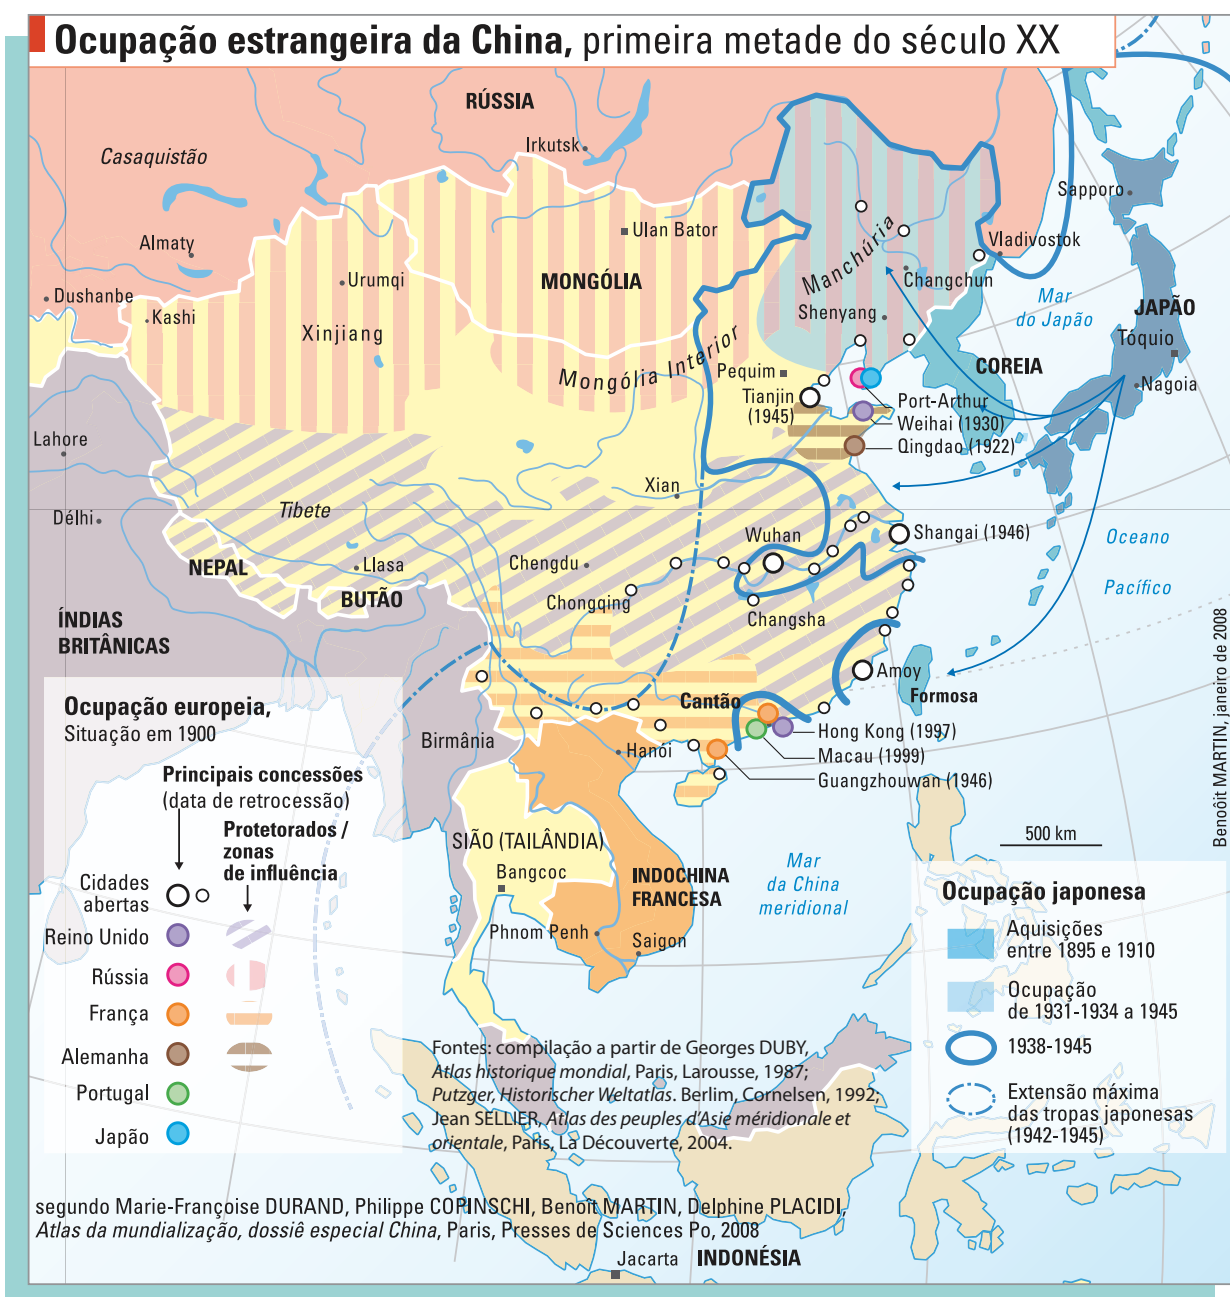 Ocupação estrangeira da China, primeira metade do século XX
RÚSSIA
Casaquistão
Irkutsk
Sapporo
Almaty
Ulan Bator
Vladivostok
Manchúria
Dushanbe
Urumqi
MONGÓLIA
Changchun
Mar
do Japão
JAPÃO
Kashi
Xinjiang
Shenyang
Tóquio
Mongólia Interior
Pequim
COREIA
Nagoia
Tianjin
(1945)
Port-Arthur
Weihai (1930)
Qingdao (1922)
Lahore
Xian
Délhi
Tibete
Wuhan
Shangai (1946)
Oceano
Pacífico
NEPAL
Llasa
Chengdu
BUTÃO
Chongqing
Changsha
ÍNDIAS
BRITÂNICAS
Amoy
Formosa
Cantão
Hong Kong (1997)
Macau (1999)
Guangzhouwan (1946)
Birmânia
Hanói
SIÃO (TAILÂNDIA)
Bangcoc
INDOCHINA
FRANCESA
Mar
da China
meridional
Phnom Penh
Saigon
500 km
Benoôit MARTIN, janeiro de 2008
Ocupação europeia,
Situação em 1900
Principais concessões
(data de retrocessão)
Protetorados /
zonas
de influência
Cidades
abertas
Reino Unido
Rússia
França
Alemanha
Portugal
Japão
Ocupação japonesa
Aquisições
entre 1895 e 1910
Ocupação
de 1931-1934 a 1945
1938-1945
Extensão máxima
das tropas japonesas
(1942-1945)
Fontes: compilação a partir de Georges DUBY,
Atlas historique mondial, Paris, Larousse, 1987;
Putzger, Historischer Weltatlas. Berlim, Cornelsen, 1992;
Jean SELLIER, Atlas des peuples d'Asie méridionale et
orientale, Paris, La Découverte, 2004.
segundo Marie-Françoise DURAND, Philippe COPINSCHI, Benoît MARTIN, Delphine PLACIDI,
Atlas da mundialização, dossiê especial China, Paris, Presses de Sciences Po, 2008
Jacarta
INDONÉSIA